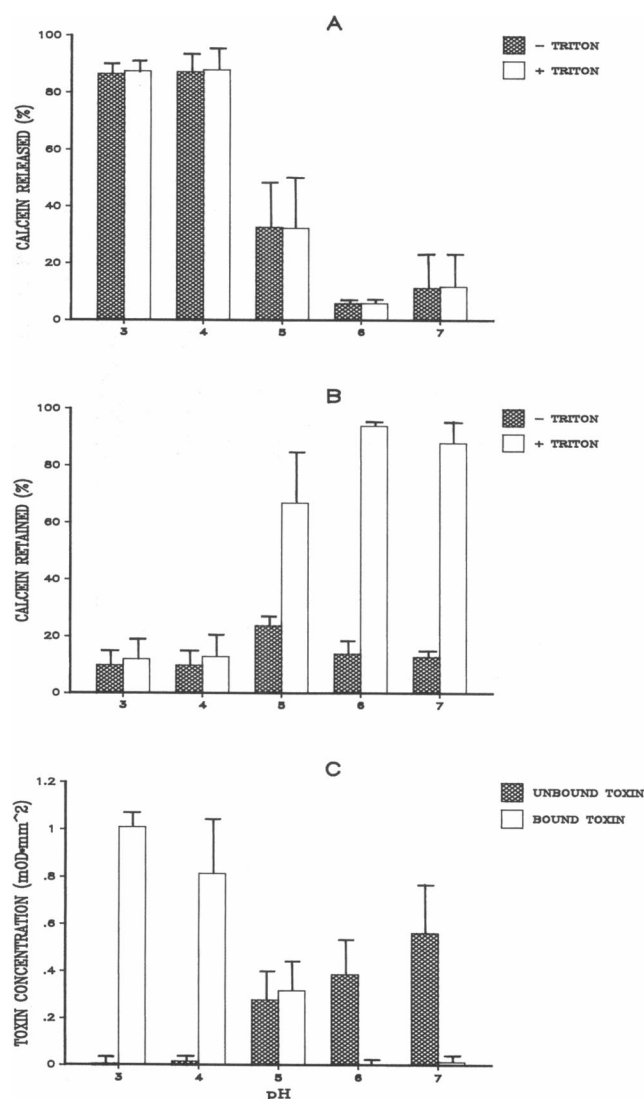 A
100
80
60
40
20
0
CALCEIN RELEASED (%)
- TRITON
+ TRITON
3 4 5 6 7
B
100
80
60
40
20
0
CALCEIN RETAINED (%)
- TRITON
+ TRITON
3 4 5 6 7
C
1.2
1
.8
.6
.4
.2
0
TOXIN CONCENTRATION (mOD•mm^2)
UNBOUND TOXIN
BOUND TOXIN
3 4 5 6 7
pH